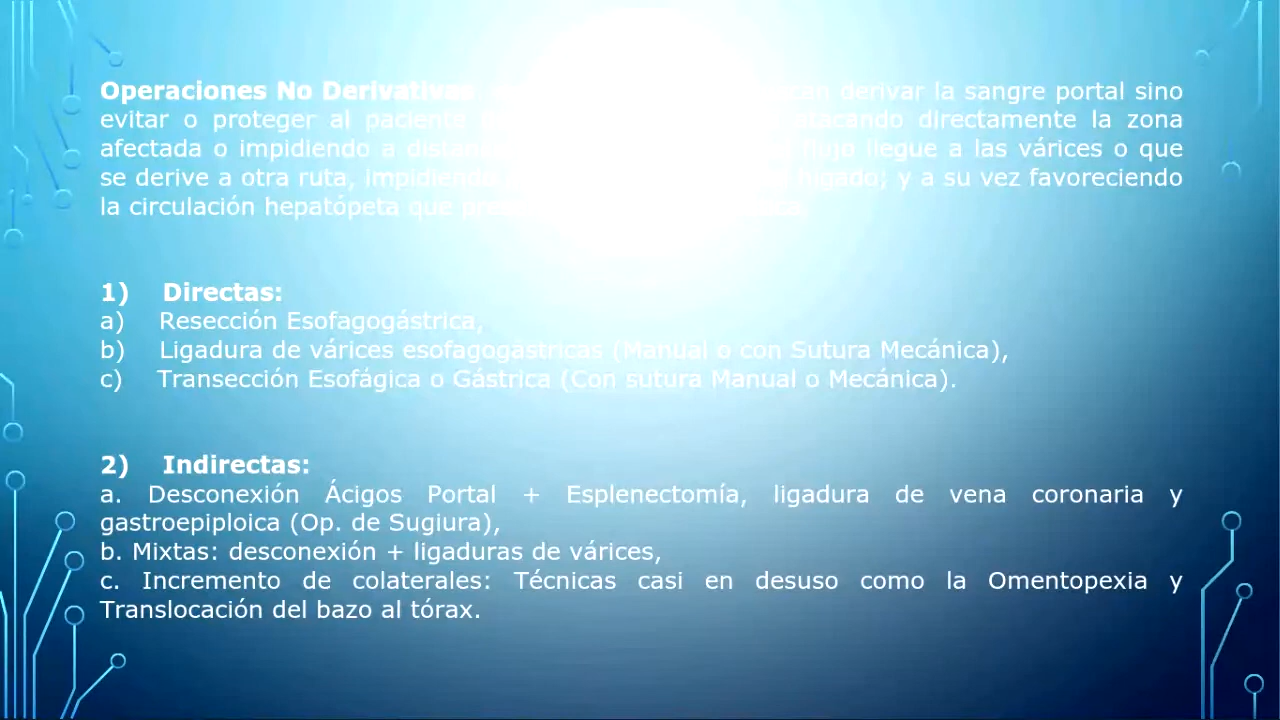 Operaciones No Derivativas derivar la sangre portal sino
evitar o proteger al paciente atacando directamente la zona
afectada o impidiendo a flujo llegue a las várices o que
se derive a otra ruta, impidiendo hígado; y a su vez favoreciendo
la circulación hepatópeta que
1) Directas:
a) Resección Esofagogástrica,
b) Ligadura de várices esofagogástricas (Manual o con Sutura Mecánica),
c) Transección Esofágica o Gástrica (Con sutura Manual o Mecánica).
2) Indirectas:
a. Desconexión Ácigos Portal + Esplenectomía, ligadura de vena coronaria y
gastroepiploica (Op. de Sugiura),
b. Mixtas: desconexión + ligaduras de várices,
c. Incremento de colaterales: Técnicas casi en desuso como la Omentopexia y
Translocación del bazo al tórax.